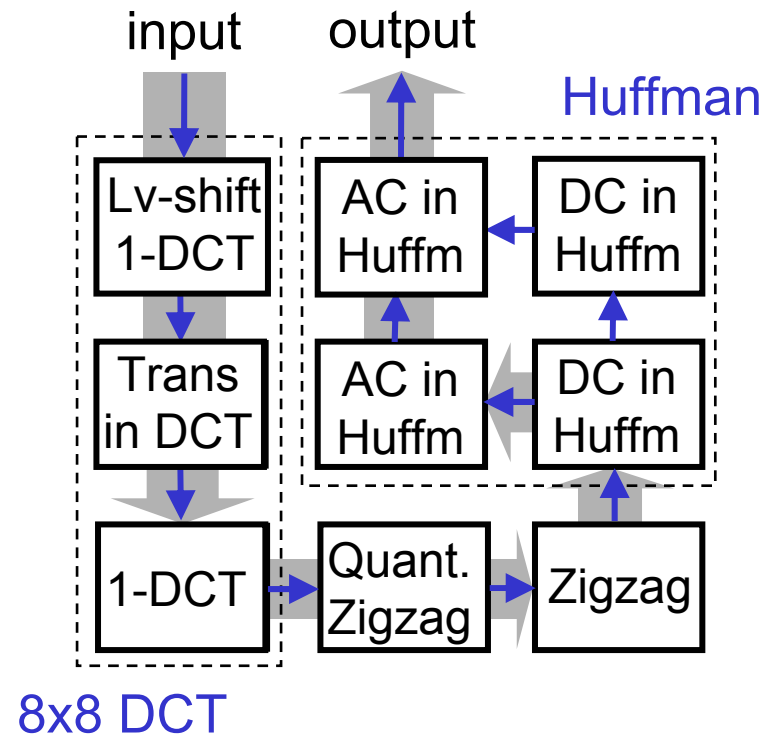 input
output
Huffman
Lv-shift
1-DCT
AC in
Huffm
DC in
Huffm
Trans
in DCT
AC in
Huffm
DC in
Huffm
1-DCT
Quant.
Zigzag
Zigzag
8x8 DCT